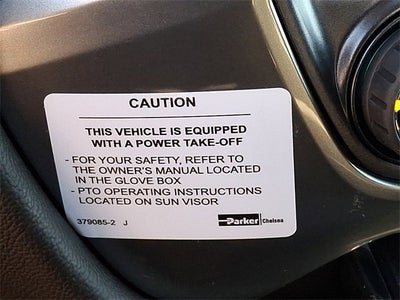 CAUTION
THIS VEHICLE IS EQUIPPED
WITH A POWER TAKE-OFF
- FOR YOUR SAFETY, REFER TO
THE OWNER'S MANUAL LOCATED
IN THE GLOVE BOX
- PTO OPERATING INSTRUCTIONS
LOCATED ON SUN VISOR
379085-2 J
Parker Chelsea